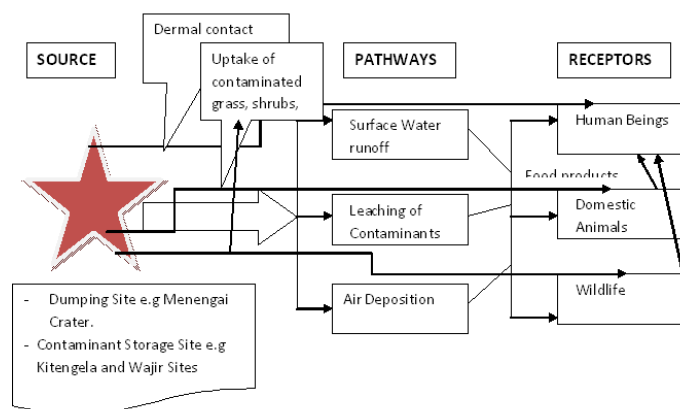 SOURCE
Dermal contact
Uptake of
contaminated
grass, shrubs,
PATHWAYS
RECEPTORS
Surface Water
runoff
Human Beings
Food products
Leaching of
Contaminants
Domestic
Animals
Air Deposition
Wildlife
- Dumping Site e.g Menengai
Crater.
- Contaminant Storage Site e.g
Kitengela and Wajir Sites